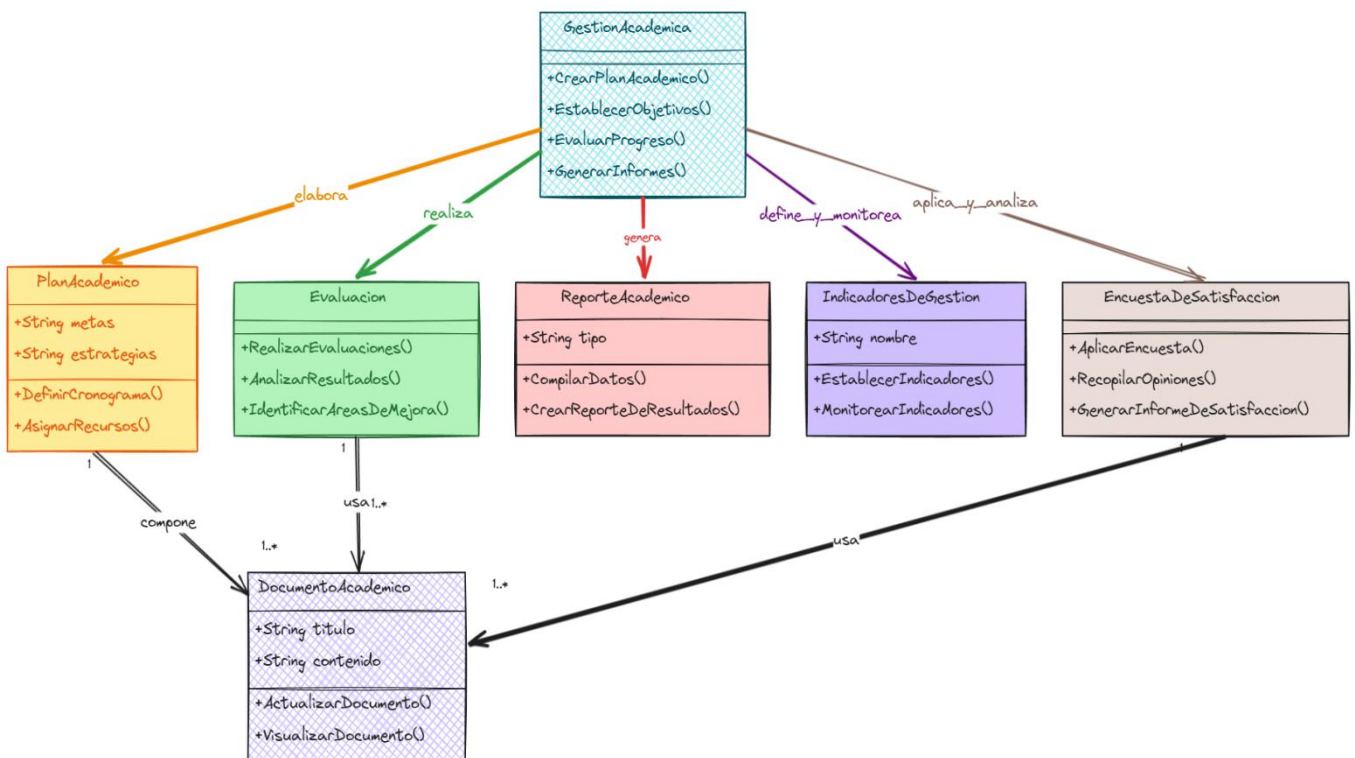 GestionAcademica
+CrearPlanAcademico()
+EstablecerObjetivos()
+EvaluarProgreso()
+GenerarInformes()
elabora
realiza
genera
define_y_monitorea
aplica_y_analiza
PlanAcademico
+String metas
+String estrategias
+DefinirCronograma()
+AsignarRecursos()
Evaluacion
+RealizarEvaluaciones()
+AnalizarResultados()
+IdentificarAreasDeMejora()
ReporteAcademico
+String tipo
+CompilarDatos()
+CrearReporteDeResultados()
IndicadoresDeGestion
+String nombre
+EstablecerIndicadores()
+MonitorearIndicadores()
EncuestaDeSatisfaccion
+AplicarEncuesta()
+RecopilarOpiniones()
+GenerarInformeDeSatisfaccion()
1
1
1
compone
usa
1..*
usa
1..*
1..*
DocumentoAcademico
+String titulo
+String contenido
+ActualizarDocumento()
+VisualizarDocumento()